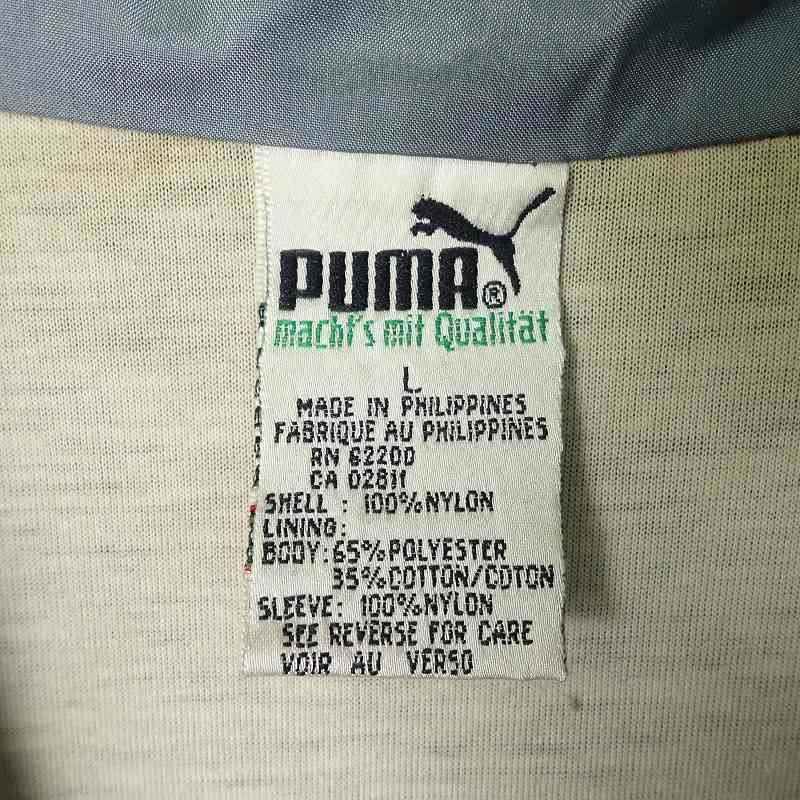 PUMA®
macht's mit Qualität
L
MADE IN PHILIPPINES
FABRIQUE AU PHILIPPINES
RN 62200
CA 02811
SHELL : 100%NYLON
LINING:
BODY:65%POLYESTER
35%COTTON/COTON
SLEEVE: 100%NYLON
SEE REVERSE FOR CARE
VOIR AU VERSO